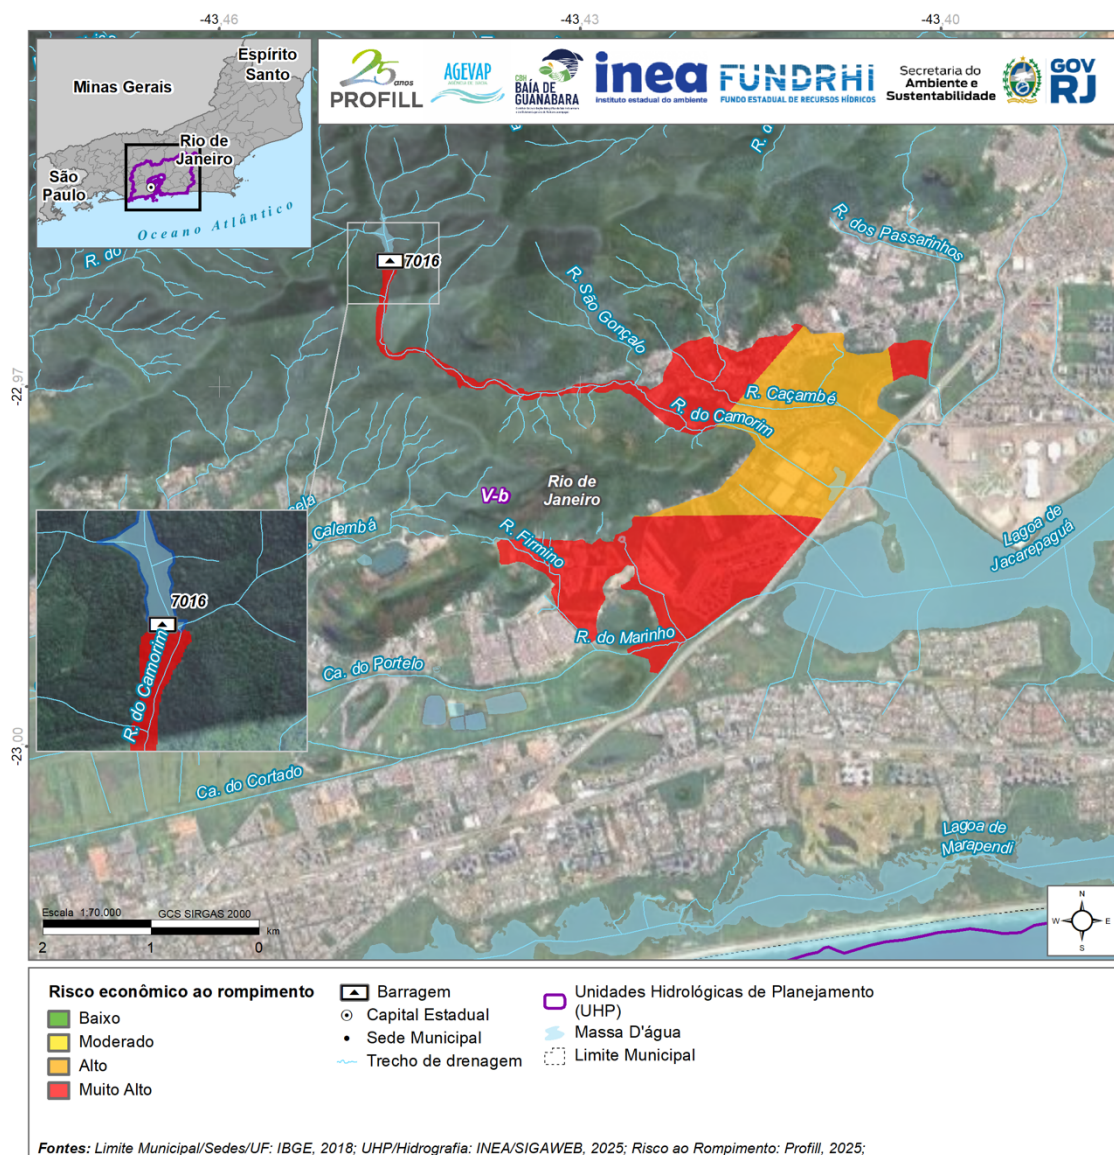 -43,46
-43,43
-43,40
Espírito
Santo
Minas Gerais
Rio de
Janeiro
São
Paulo
Oceano Atlântico
25 anos
PROFILL
AGEVAP
CBH
BAÍA DE
GUANABARA
inea
instituto estadual do ambiente
FUNDRHI
FUNDO ESTADUAL DE RECURSOS HÍDRICOS
Secretaria do
Ambiente e
Sustentabilidade
GOV
RJ
R. do
R. do
R. dos Passarinhos
7016
R. São Gonçalo
-22,97
R. Caçambé
R. do Camorim
V-b
Rio de
Janeiro
Calembá
R. Firmino
Lagoa de
Jacarepaguá
7016
R. do Camorim
R. do Marinho
Ca. do Portelo
-23,00
Ca. do Cortado
Lagoa de
Marapendi
Escala 1:70.000
GCS SIRGAS 2000
km
2
1
0
N
W
E
S
Risco econômico ao rompimento
Baixo
Moderado
Alto
Muito Alto
Barragem
Capital Estadual
Sede Municipal
Trecho de drenagem
Unidades Hidrológicas de Planejamento
(UHP)
Massa D'água
Limite Municipal
Fontes: Limite Municipal/Sedes/UF: IBGE, 2018; UHP/Hidrografia: INEA/SIGAWEB, 2025; Risco ao Rompimento: Profill, 2025;